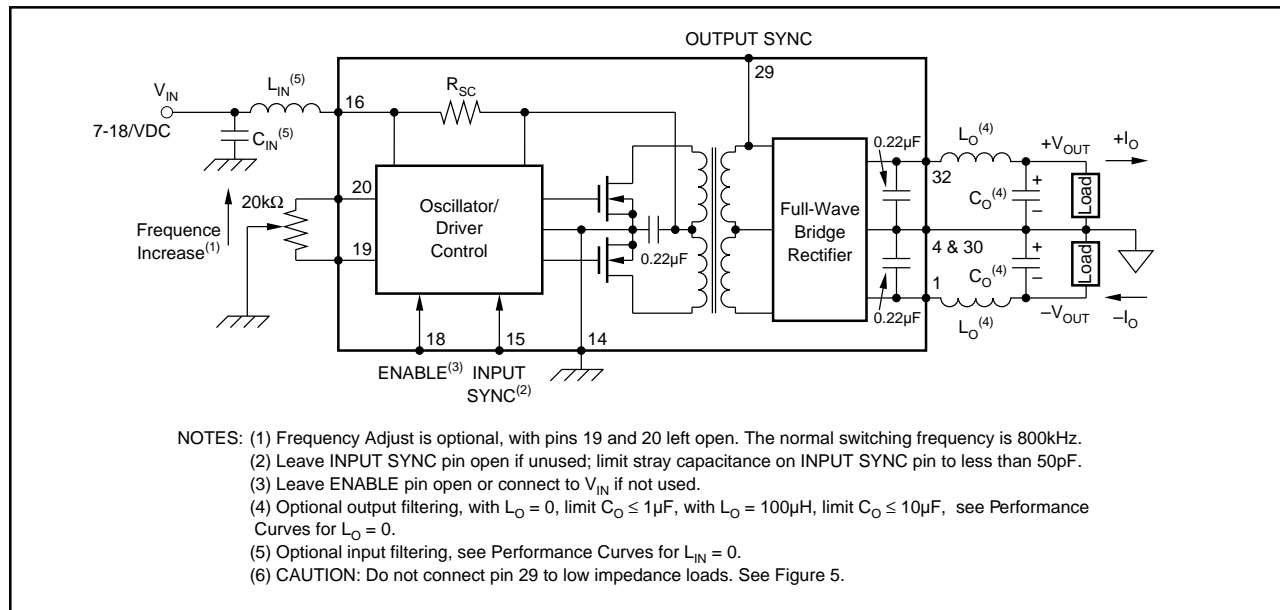 OUTPUT SYNC
29
V_IN
7-18/VDC
L_IN^(5)
C_IN^(5)
16
R_SC
20
20kΩ
19
Frequence
Increase^(1)
Oscillator/
Driver
Control
0.22µF
18
15
14
ENABLE^(3)
INPUT
SYNC^(2)
Full-Wave
Bridge
Rectifier
0.22µF
0.22µF
32
4 & 30
1
L_O^(4)
+V_OUT
+I_O
C_O^(4)
+
–
Load
C_O^(4)
+
–
Load
L_O^(4)
–V_OUT
–I_O
NOTES: (1) Frequency Adjust is optional, with pins 19 and 20 left open. The normal switching frequency is 800kHz.
(2) Leave INPUT SYNC pin open if unused; limit stray capacitance on INPUT SYNC pin to less than 50pF.
(3) Leave ENABLE pin open or connect to V_IN if not used.
(4) Optional output filtering, with L_O = 0, limit C_O ≤ 1µF, with L_O = 100µH, limit C_O ≤ 10µF, see Performance
Curves for L_O = 0.
(5) Optional input filtering, see Performance Curves for L_IN = 0.
(6) CAUTION: Do not connect pin 29 to low impedance loads. See Figure 5.